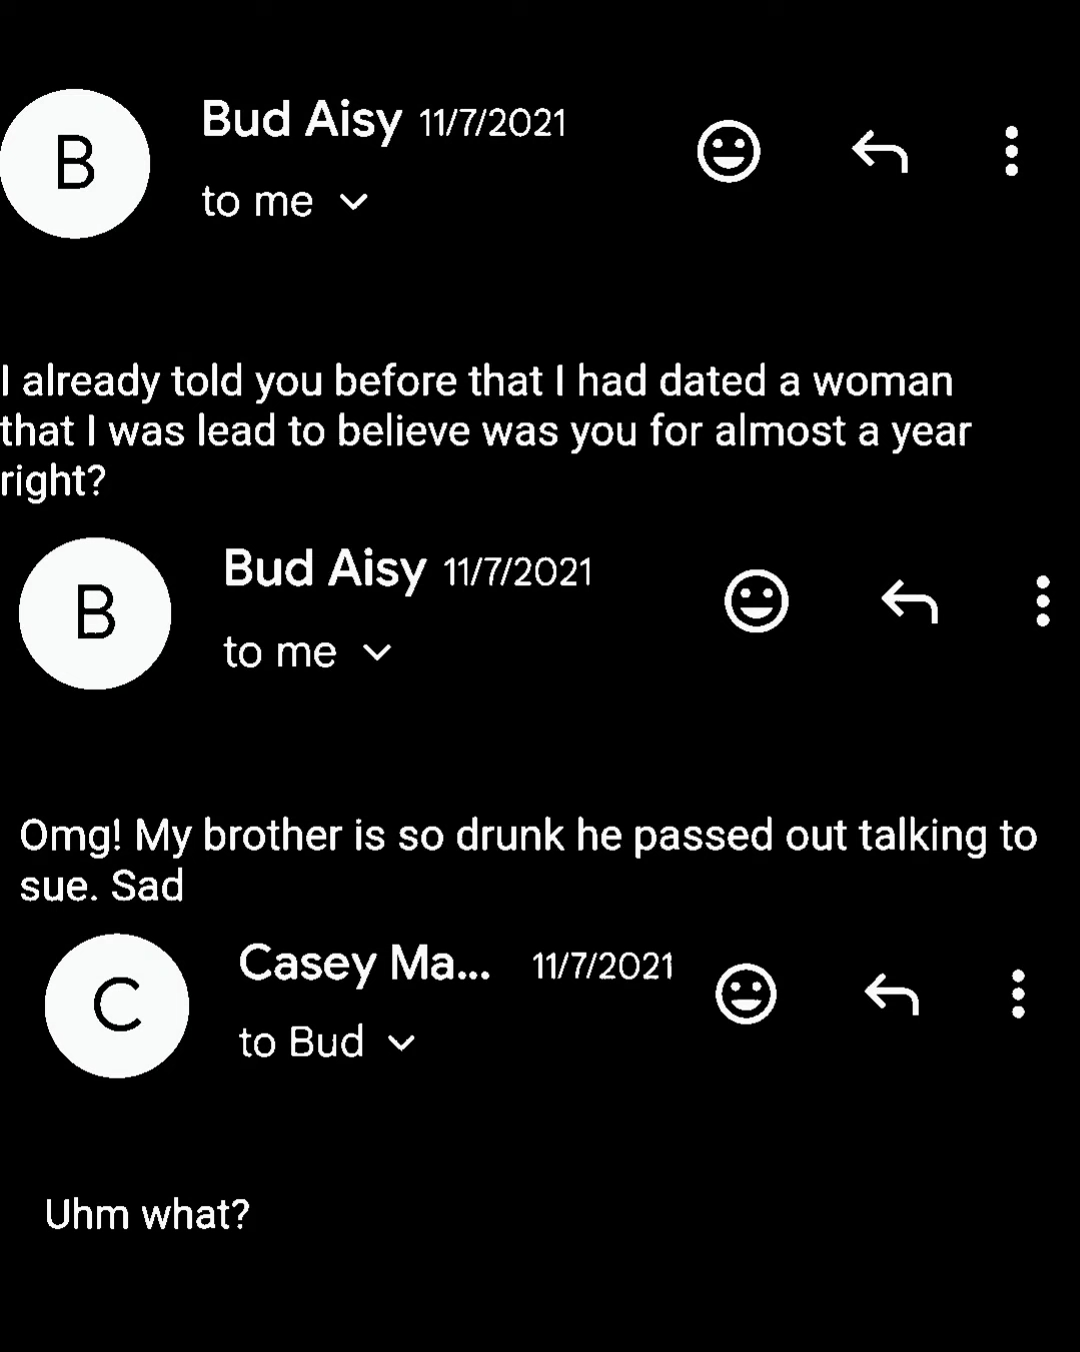 B
Bud Aisy 11/7/2021
to me
I already told you before that I had dated a woman
that I was lead to believe was you for almost a year
right?
B
Bud Aisy 11/7/2021
to me
Omg! My brother is so drunk he passed out talking to
sue. Sad
C
Casey Ma... 11/7/2021
to Bud
Uhm what?